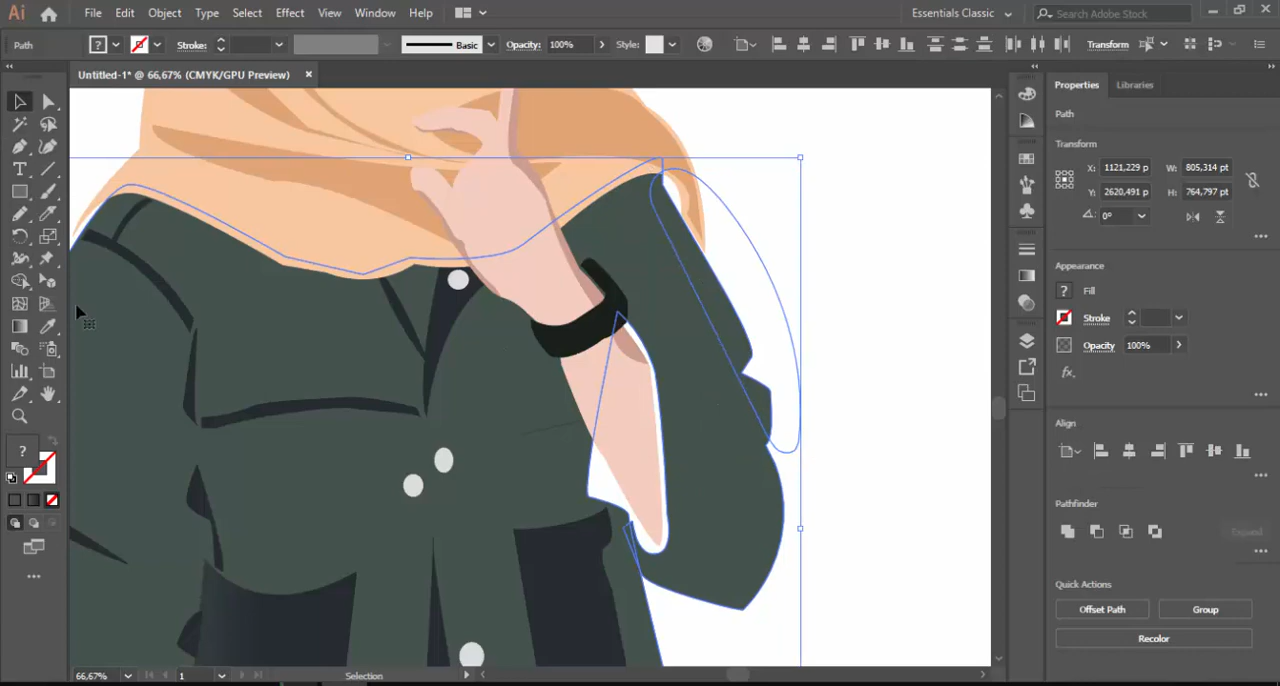 Ai File Edit Object Type Select Effect View Window Help Essentials Classic Search Adobe Stock
Path ? Stroke: Basic Opacity: 100% Style: Transform
Untitled-1* @ 66,67% (CMYK/GPU Preview) ×
Properties Libraries
Path
Transform
X: 1121,229 p W: 805,314 pt
Y: 2620,491 p H: 764,797 pt
0°
Appearance
? Fill
Stroke
Opacity 100%
fx.
Align
?
Pathfinder
Expand
Quick Actions
Offset Path Group
Recolor
66,67% 1 Selection